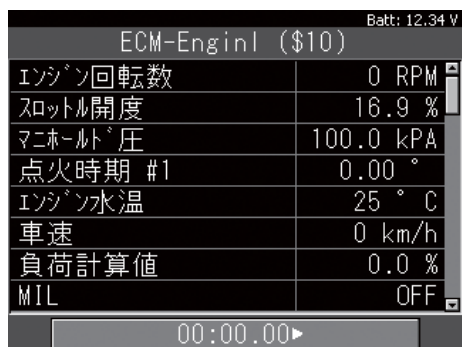 Batt: 12.34 V
ECM-Enginl ($10)
ｴﾝｼﾞﾝ回転数 0 RPM
ｽﾛｯﾄﾙ開度 16.9 %
ﾏﾆﾎｰﾙﾄﾞ圧 100.0 kPA
点火時期 #1 0.00 °
ｴﾝｼﾞﾝ水温 25 ° C
車速 0 km/h
負荷計算値 0.0 %
MIL OFF
00:00.00►